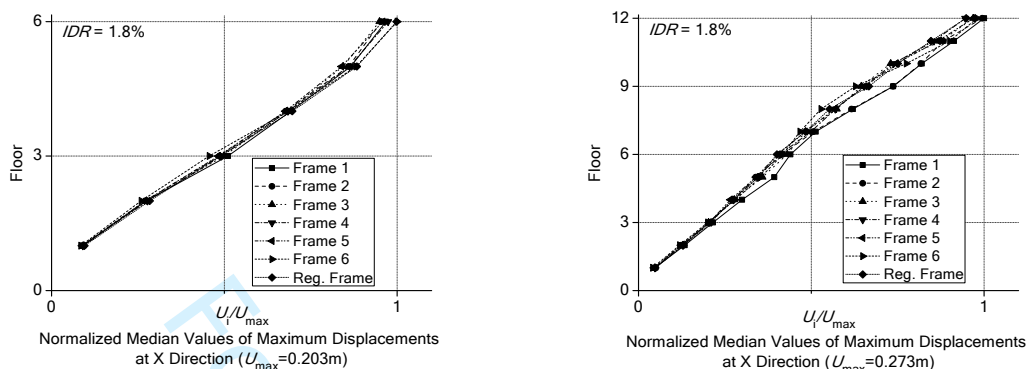 6
IDR = 1.8%
Floor
3
0
0
1
Frame 1
Frame 2
Frame 3
Frame 4
Frame 5
Frame 6
Reg. Frame
Ui/Umax
Normalized Median Values of Maximum Displacements
at X Direction (Umax=0.203m)
12
IDR = 1.8%
9
Floor
6
3
0
0
1
Frame 1
Frame 2
Frame 3
Frame 4
Frame 5
Frame 6
Reg. Frame
Ui/Umax
Normalized Median Values of Maximum Displacements
at X Direction (Umax=0.273m)